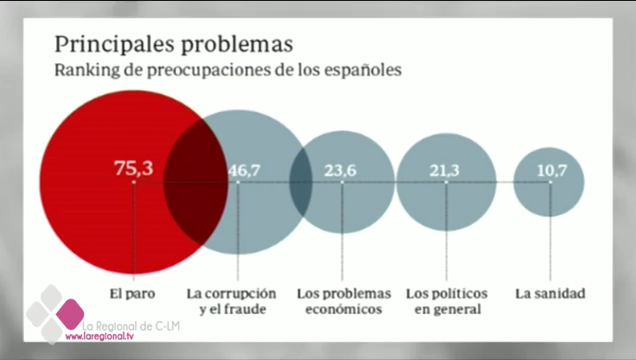 Principales problemas
Ranking de preocupaciones de los españoles
75,3
46,7
23,6
21,3
10,7
El paro
La corrupción
y el fraude
Los problemas
económicos
Los políticos
en general
La sanidad
La Regional de C-LM
www.laregional.tv